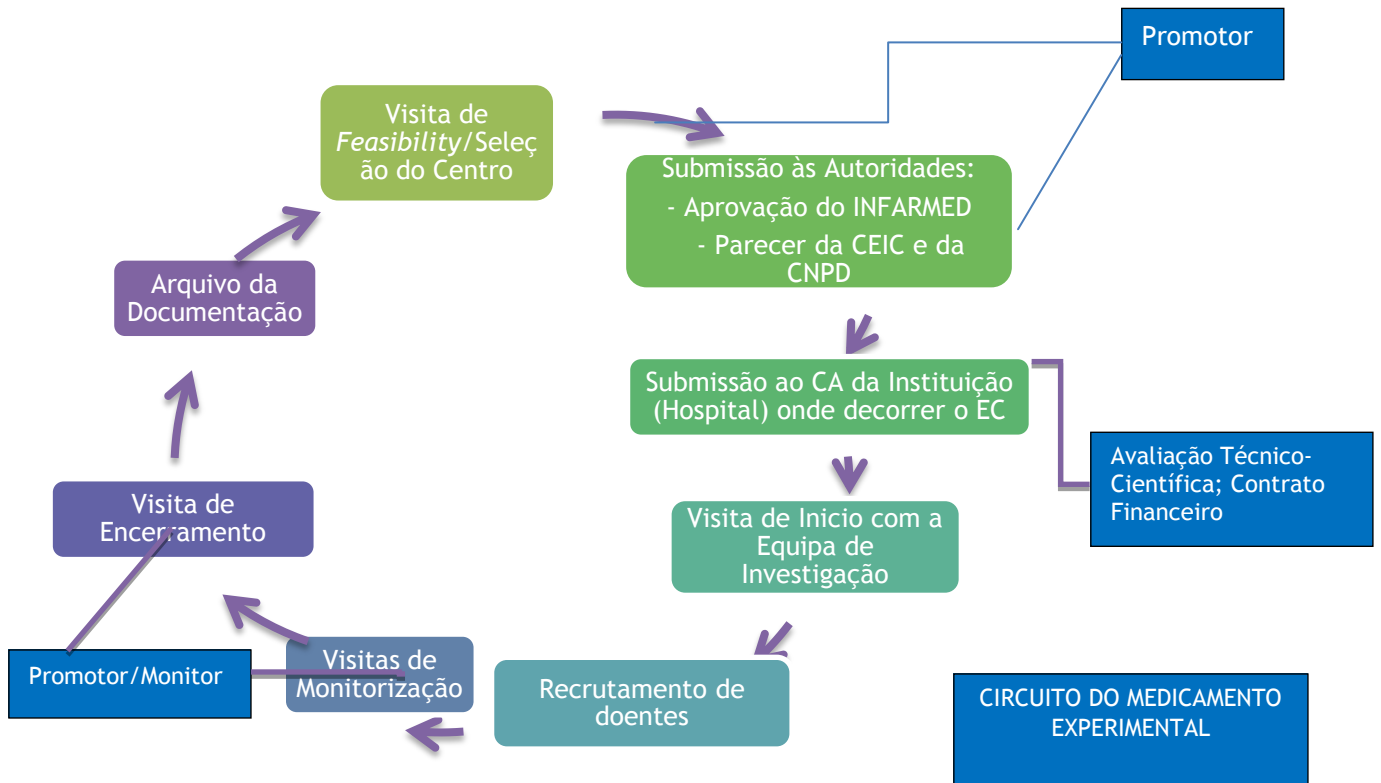 Promotor
Visita de
Feasibility/Seleç
ão do Centro
Submissão às Autoridades:
- Aprovação do INFARMED
- Parecer da CEIC e da
CNPD
Submissão ao CA da Instituição
(Hospital) onde decorrer o EC
Avaliação Técnico-
Científica; Contrato
Financeiro
Visita de Inicio com a
Equipa de
Investigação
Recrutamento de
doentes
Visitas de
Monitorização
Promotor/Monitor
Visita de
Encerramento
Arquivo da
Documentação
CIRCUITO DO MEDICAMENTO
EXPERIMENTAL